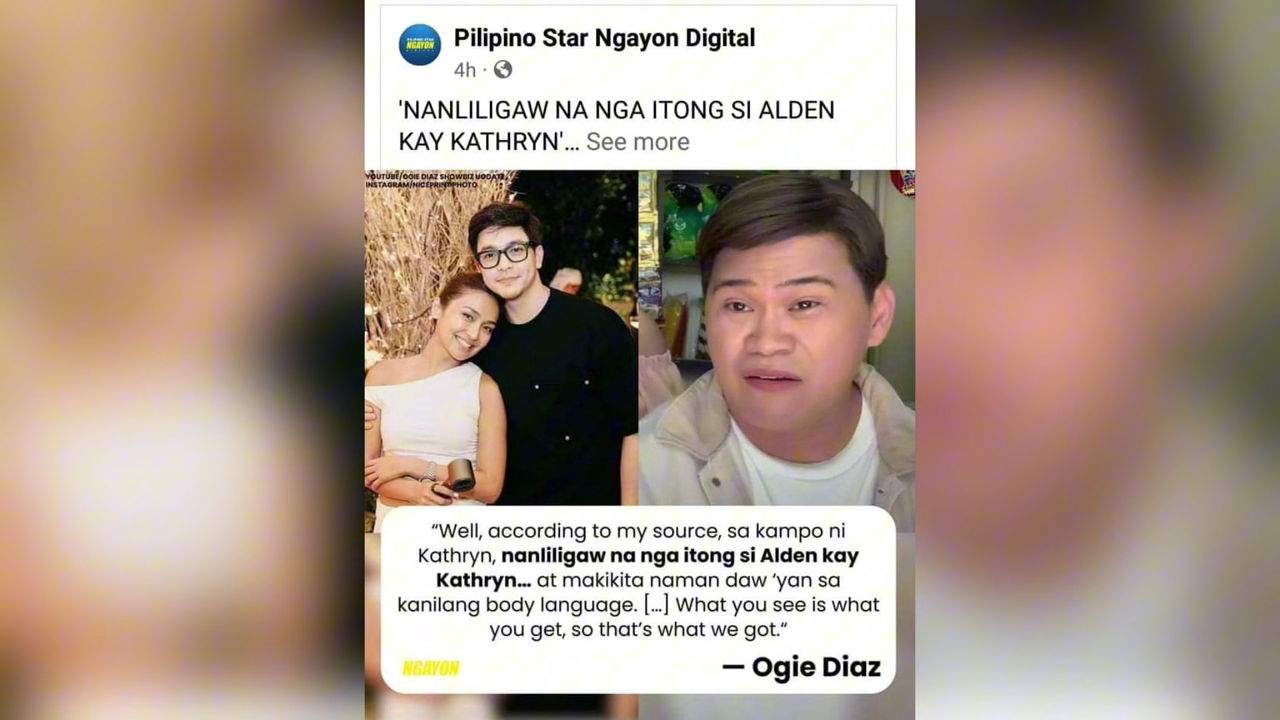 PILIPINO STAR
NGAYON
Pilipino Star Ngayon Digital
4h ·
'NANLILIGAW NA NGA ITONG SI ALDEN
KAY KATHRYN'... See more
YOUTUBE/OGIE DIAZ SHOWBIZ UPDATE,
INSTAGRAM/NICEPRINTPHOTO
“Well, according to my source, sa kampo ni
Kathryn, nanliligaw na nga itong si Alden kay
Kathryn... at makikita naman daw ‘yan sa
kanilang body language. [...] What you see is what
you get, so that’s what we got.“
NGAYON
— Ogie Diaz